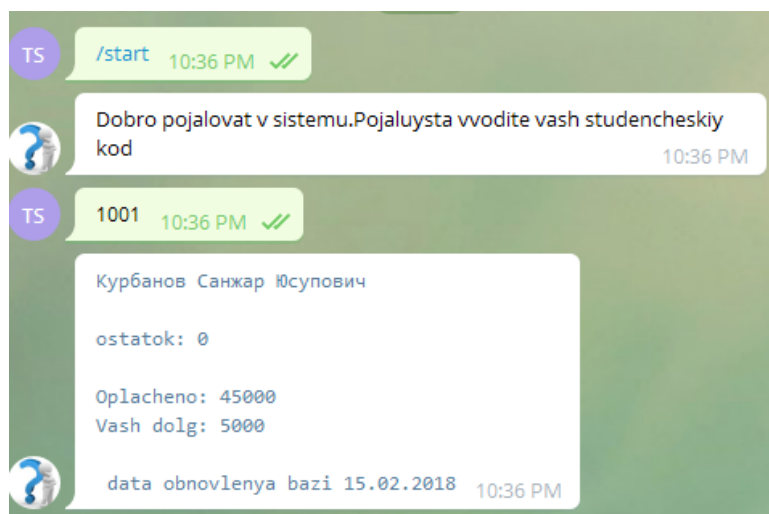 TS
/start 10:36 PM
Dobro pojalovat v sistemu.Pojaluysta vvodite vash studencheskiy
kod
10:36 PM
TS
1001 10:36 PM
Курбанов Санжар Юсупович
ostatok: 0
Oplacheno: 45000
Vash dolg: 5000
data obnovlenya bazi 15.02.2018 10:36 PM